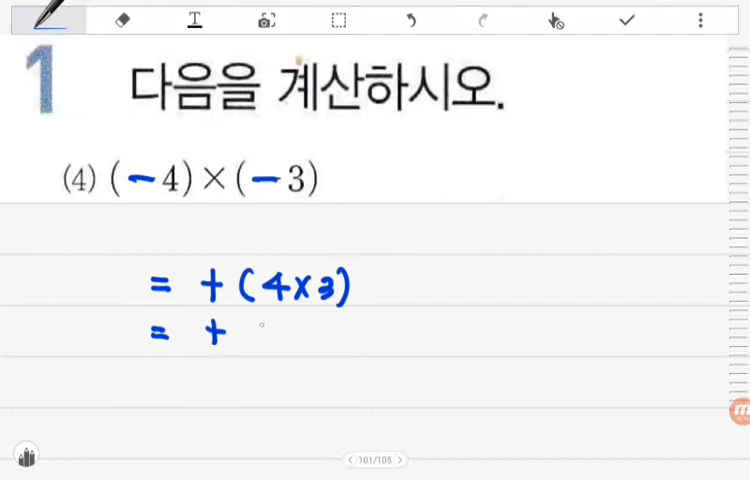 1 다음을 계산하시오.
(4) (-4)×(-3)
= +(4×3)
= +
101/105